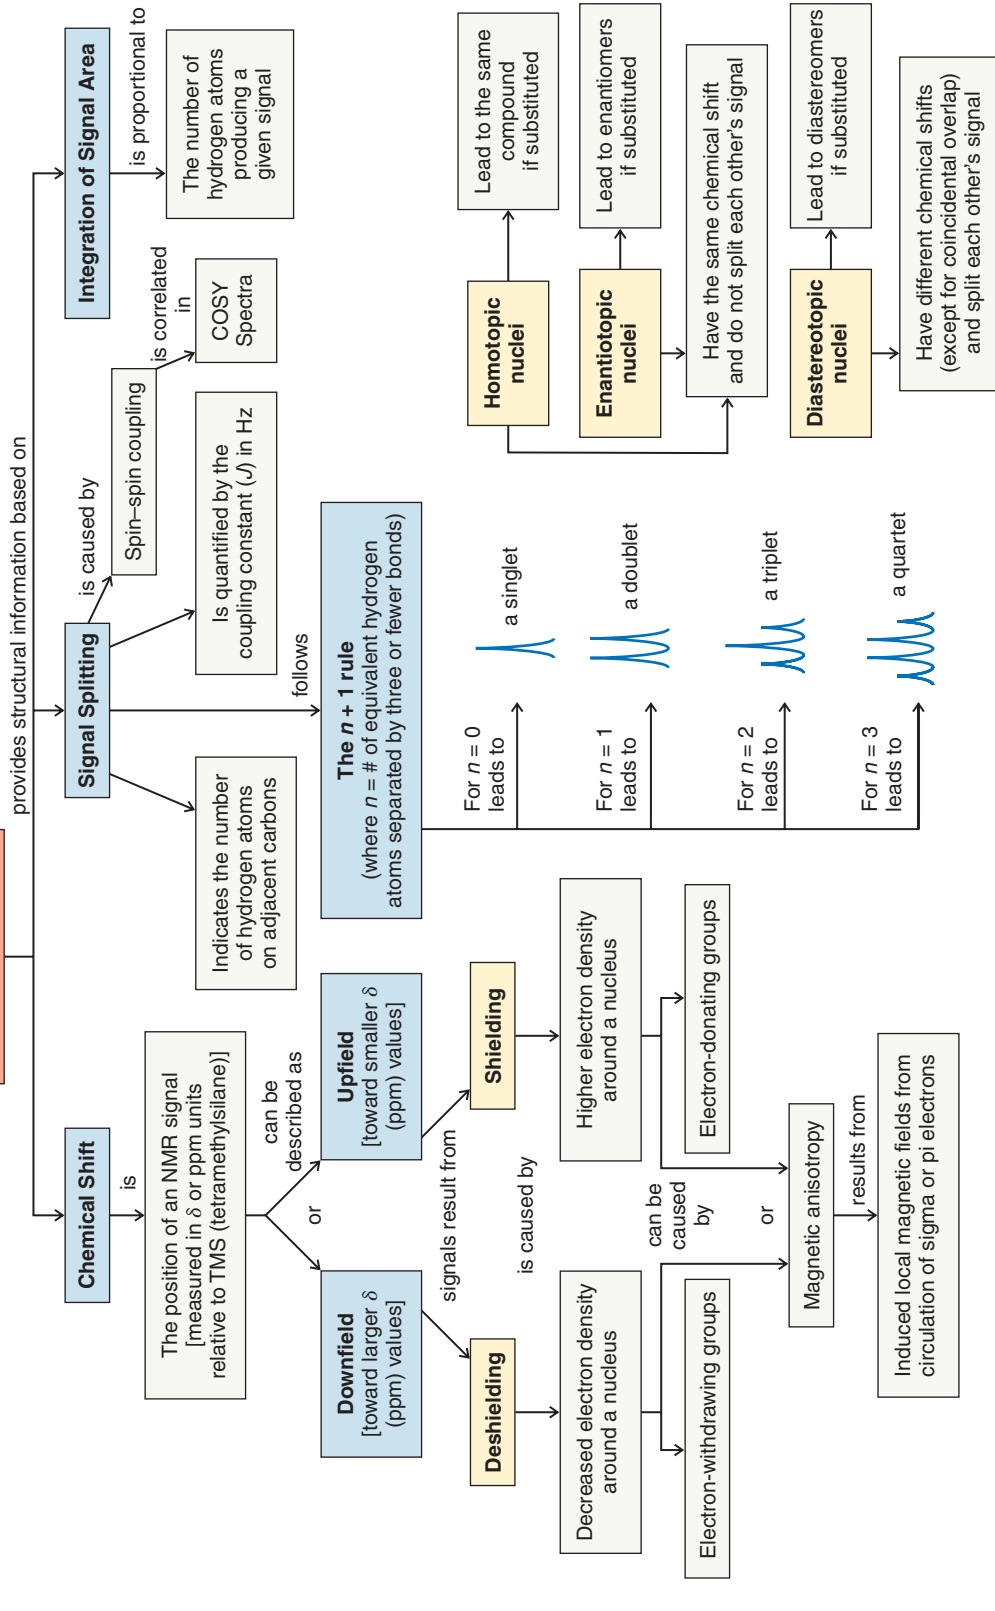 provides structural information based on
Chemical Shift
is
The position of an NMR signal
[measured in δ or ppm units
relative to TMS (tetramethylsilane)]
can be
described as
or
Downfield
[toward larger δ
(ppm) values]
Upfield
[toward smaller δ
(ppm) values]
signals result from
Deshielding
Shielding
is caused by
Decreased electron density
around a nucleus
Higher electron density
around a nucleus
can be
caused
by
Electron-withdrawing groups
Electron-donating groups
or
Magnetic anisotropy
results from
Induced local magnetic fields from
circulation of sigma or pi electrons
Signal Splitting
is caused by
Spin–spin coupling
is correlated
in
COSY
Spectra
Indicates the number
of hydrogen atoms
on adjacent carbons
Is quantified by the
coupling constant (J) in Hz
follows
The n + 1 rule
(where n = # of equivalent hydrogen
atoms separated by three or fewer bonds)
For n = 0
leads to
a singlet
For n = 1
leads to
a doublet
For n = 2
leads to
a triplet
For n = 3
leads to
a quartet
Integration of Signal Area
is proportional to
The number of
hydrogen atoms
producing a
given signal
Homotopic
nuclei
Lead to the same
compound
if substituted
Enantiotopic
nuclei
Lead to enantiomers
if substituted
Have the same chemical shift
and do not split each other's signal
Diastereotopic
nuclei
Lead to diastereomers
if substituted
Have different chemical shifts
(except for coincidental overlap)
and split each other's signal